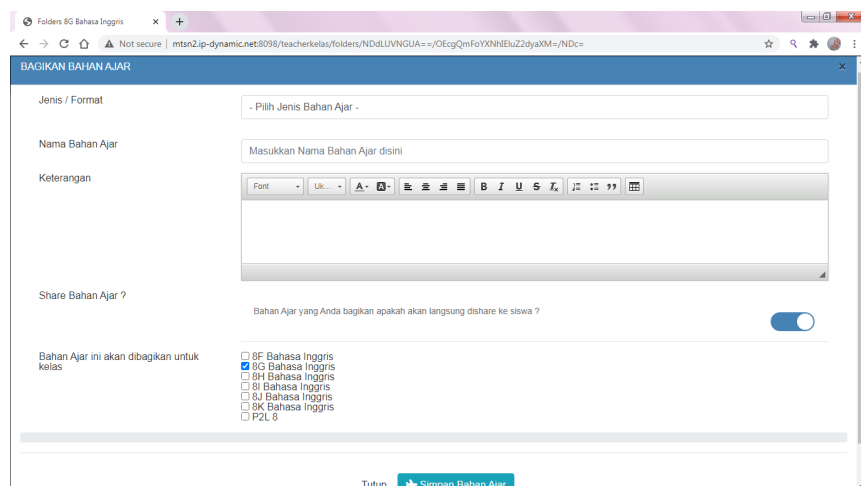 Folders 8G Bahasa Inggris
Not secure | mtsn2.ip-dynamic.net:8098/teacherkelas/folders/NDdLUVNGUA==/OEcgQmFoYXNhIEluZ2dyaXM=/NDc=
BAGIKAN BAHAN AJAR
Jenis / Format
- Pilih Jenis Bahan Ajar -
Nama Bahan Ajar
Masukkan Nama Bahan Ajar disini
Keterangan
Font Uk... A A B I U S Ix
Share Bahan Ajar ?
Bahan Ajar yang Anda bagikan apakah akan langsung dishare ke siswa ?
Bahan Ajar ini akan dibagikan untuk
kelas
8F Bahasa Inggris
8G Bahasa Inggris
8H Bahasa Inggris
8I Bahasa Inggris
8J Bahasa Inggris
8K Bahasa Inggris
P2L 8
Tutup Simpan Bahan Ajar